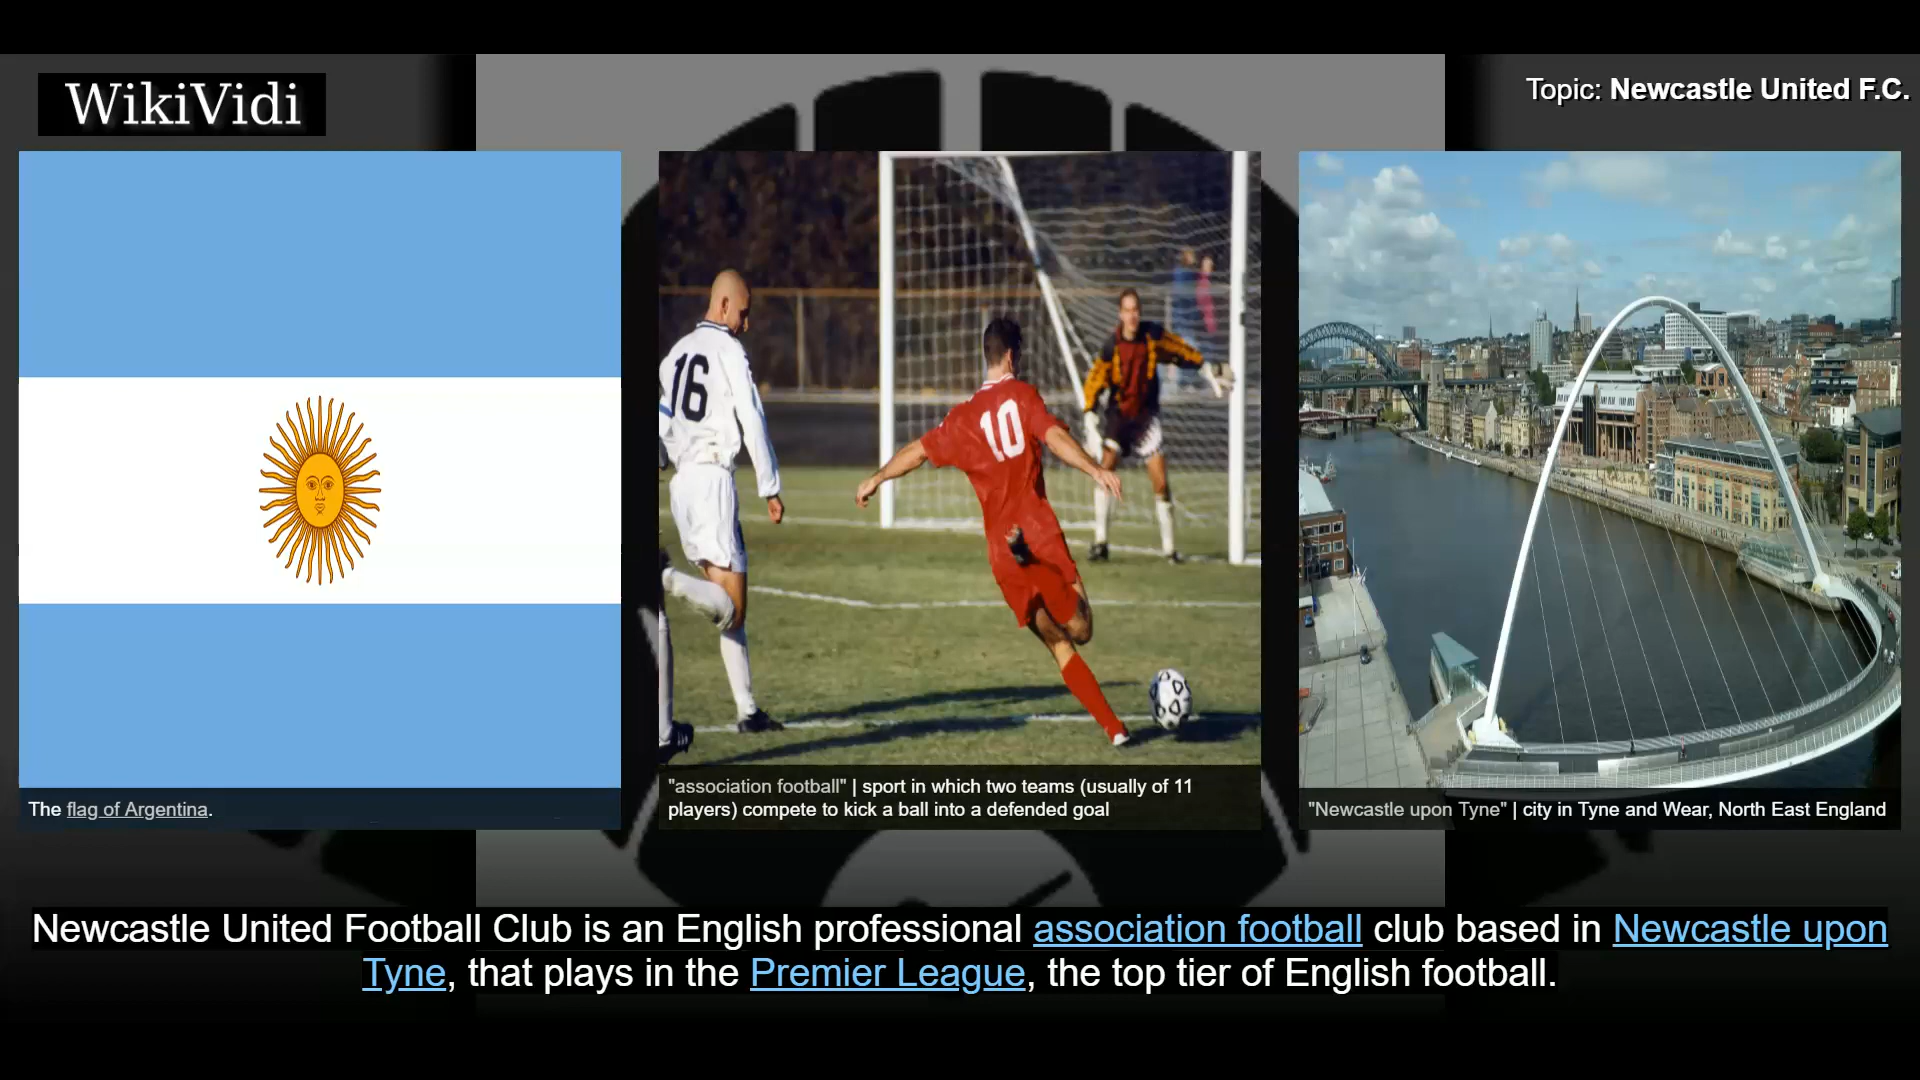 WikiVidi
Topic: Newcastle United F.C.
16
10
The flag of Argentina.
"association football" | sport in which two teams (usually of 11
players) compete to kick a ball into a defended goal
"Newcastle upon Tyne" | city in Tyne and Wear, North East England
Newcastle United Football Club is an English professional association football club based in Newcastle upon
Tyne, that plays in the Premier League, the top tier of English football.